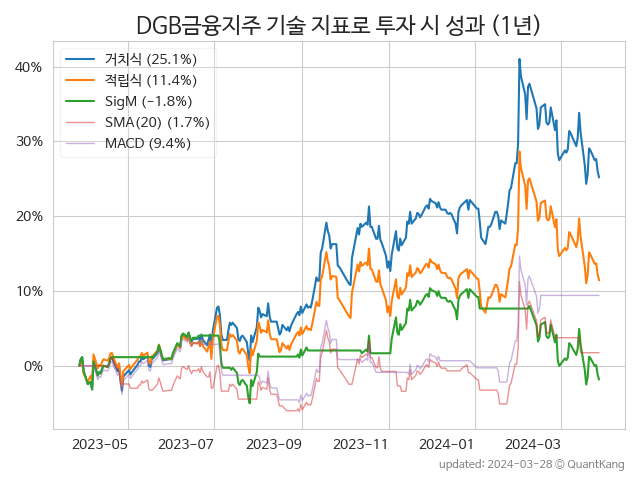 DGB금융지주 기술 지표로 투자 시 성과 (1년)
거치식 (25.1%)
적립식 (11.4%)
SigM (−1.8%)
SMA(20) (1.7%)
MACD (9.4%)
40%
30%
20%
10%
0%
2023-05 2023-07 2023-09 2023-11 2024-01 2024-03
updated: 2024-03-28 © QuantKang